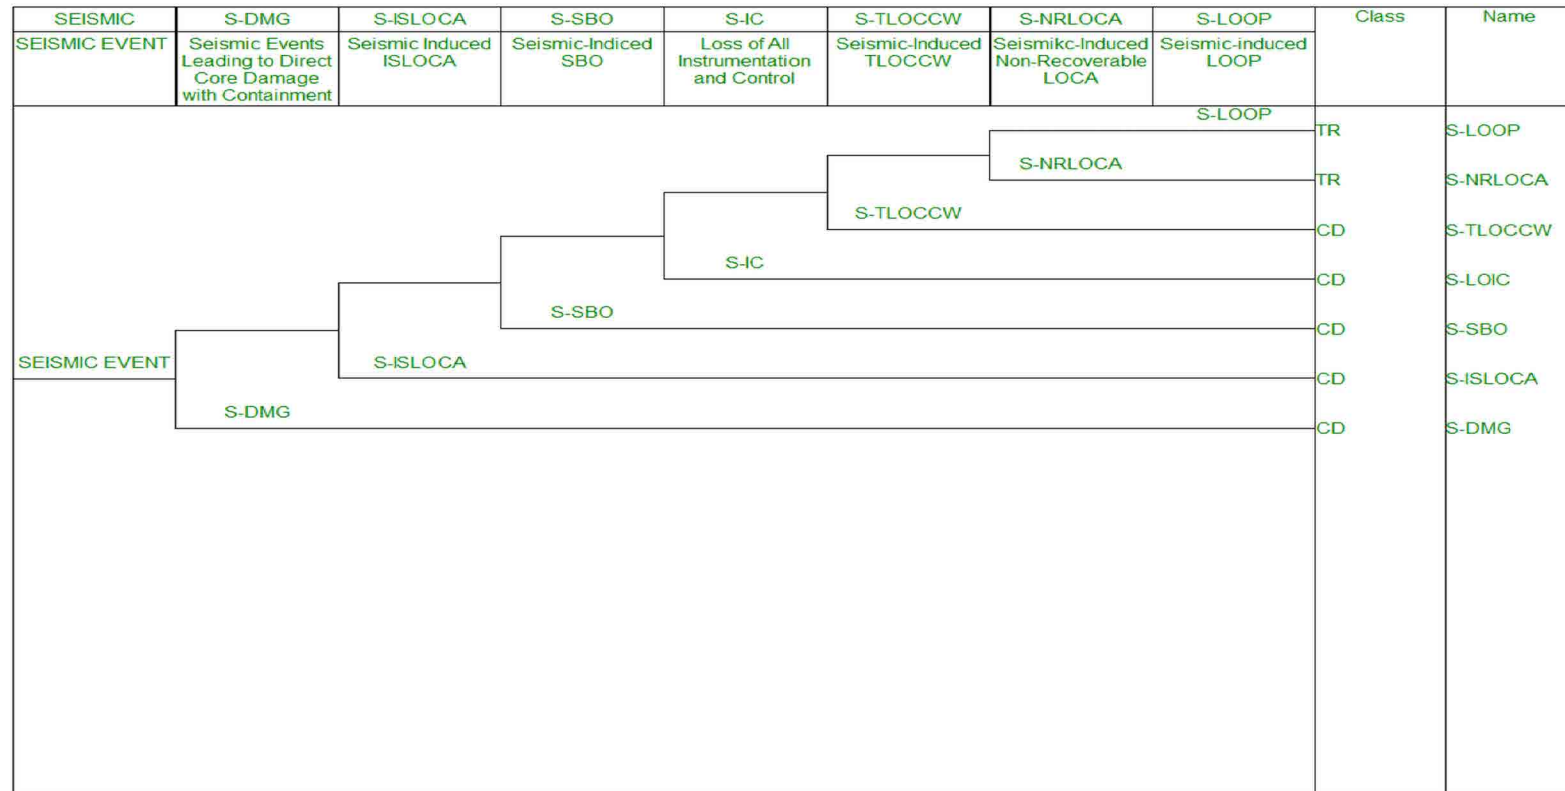 SEISMIC S-DMG S-ISLOCA S-SBO S-IC S-TLOCCW S-NRLOCA S-LOOP Class Name
SEISMIC EVENT
Seismic Events
Leading to Direct
Core Damage
with Containment
Seismic Induced
ISLOCA
Seismic-Indiced
SBO
Loss of All
Instrumentation
and Control
Seismic-Induced
TLOCCW
Seismikc-Induced
Non-Recoverable
LOCA
Seismic-induced
LOOP
S-LOOP
TR S-LOOP
S-NRLOCA
TR S-NRLOCA
S-TLOCCW
CD S-TLOCCW
S-IC
CD S-LOIC
S-SBO
CD S-SBO
SEISMIC EVENT S-ISLOCA
CD S-ISLOCA
S-DMG
CD S-DMG